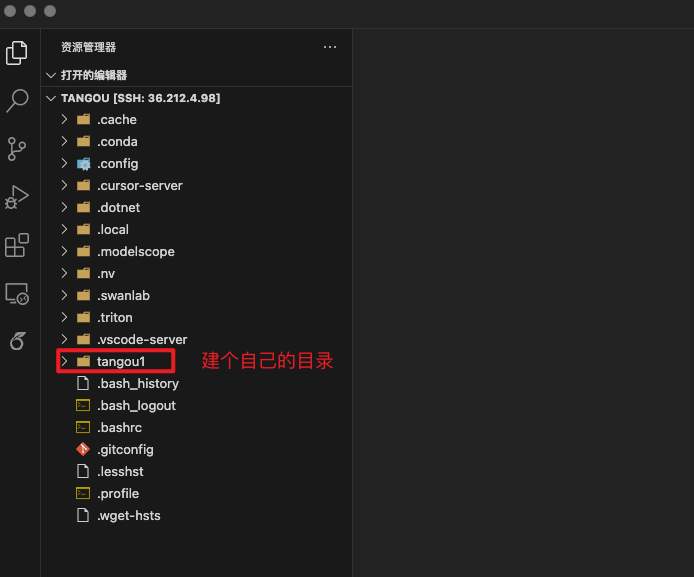 资源管理器
打开的编辑器
TANGOU [SSH: 36.212.4.98]
.cache
.conda
.config
.cursor-server
.dotnet
.local
.modelscope
.nv
.swanlab
.triton
.vscode-server
tangou1 建个自己的目录
.bash_history
.bash_logout
.bashrc
.gitconfig
.lesshst
.profile
.wget-hsts